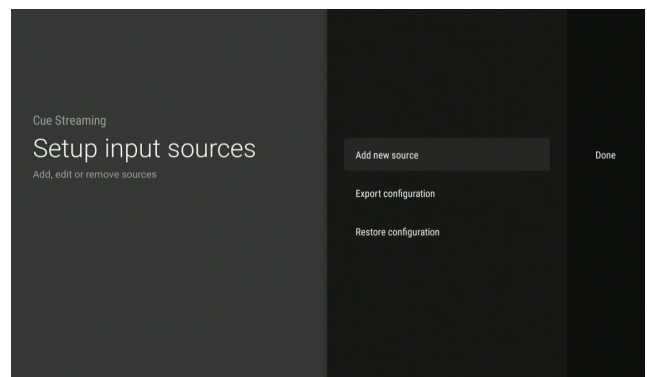 Cue Streaming
Setup input sources
Add, edit or remove sources
Add new source
Done
Export configuration
Restore configuration